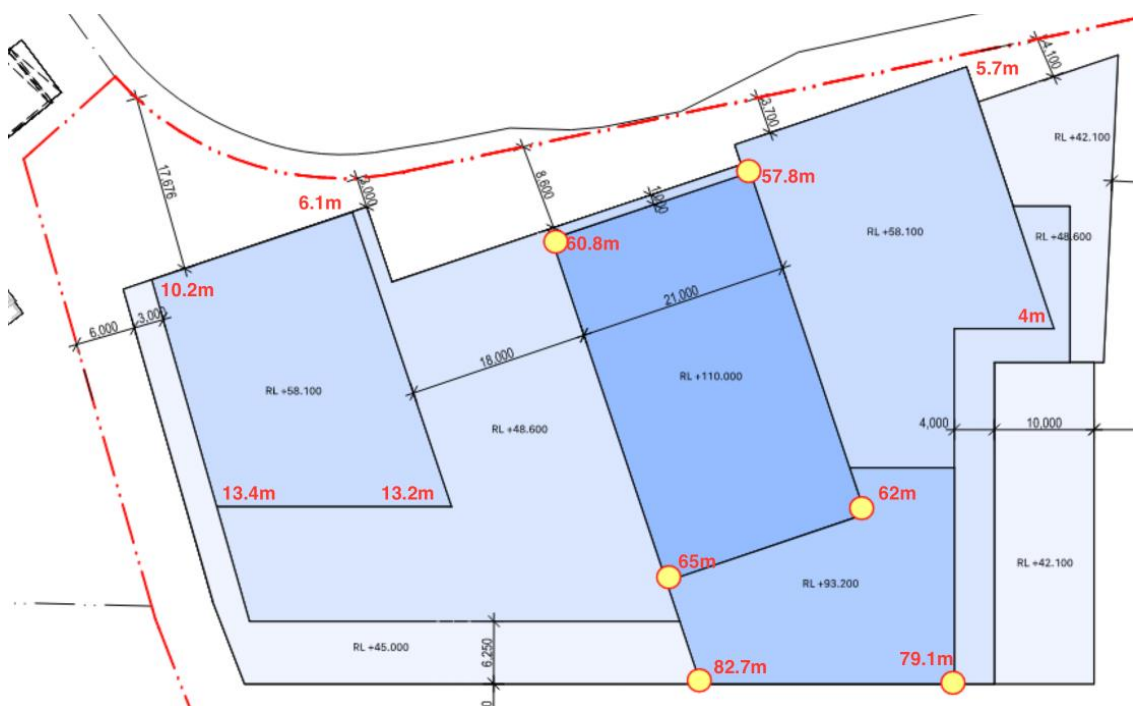 5.7m
4.100
3.700
RL +42.100
17.676
8.600
57.8m
3.000
6.1m
1.000
60.8m
RL +58.100
RL +48.600
10.2m
21.000
6.000
3.000
4m
18.000
RL +110.000
RL +58.100
4.000
10.000
RL +48.600
13.4m
13.2m
62m
65m
RL +93.200
RL +42.100
RL +45.000
6.250
82.7m
79.1m